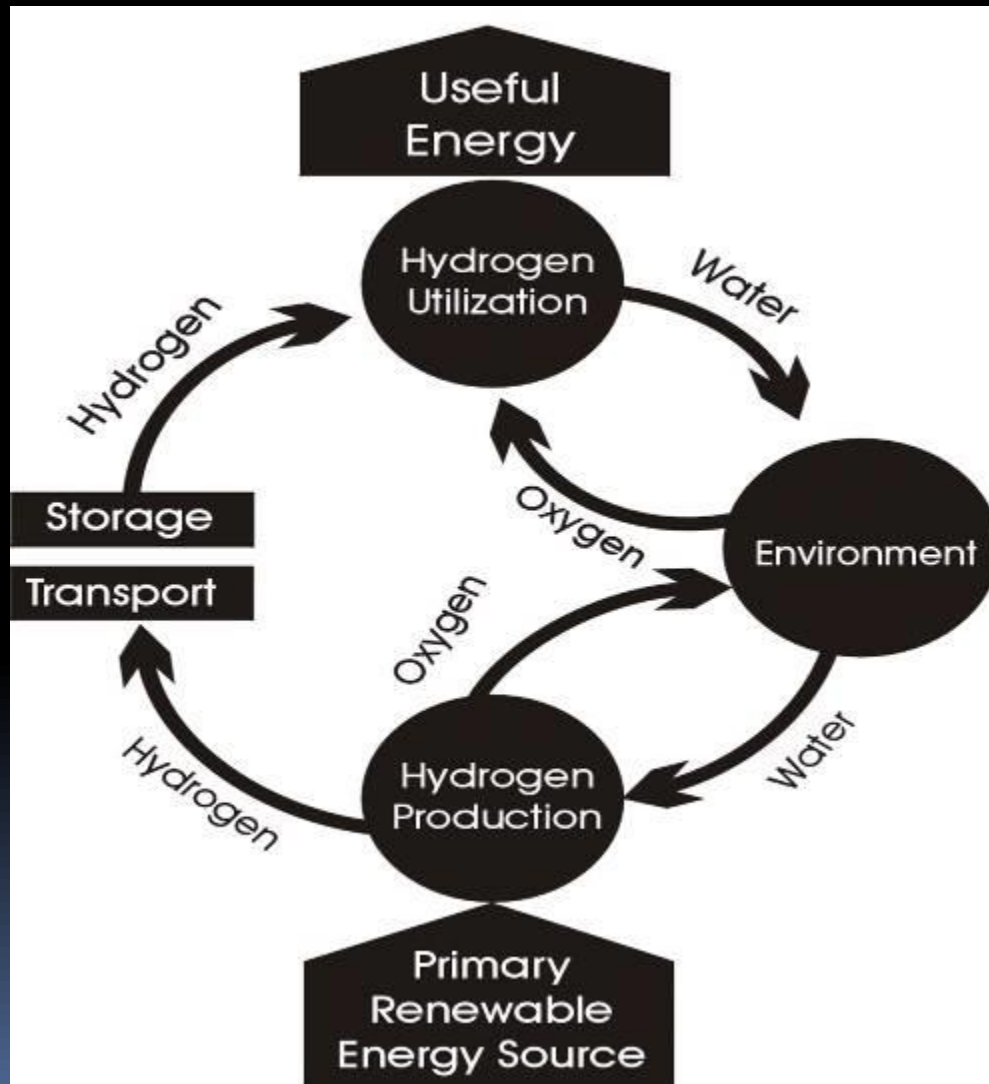 Useful
Energy
Hydrogen
Utilization
Water
Hydrogen
Storage
Oxygen
Environment
Transport
Oxygen
Water
Hydrogen
Hydrogen
Production
Primary
Renewable
Energy Source